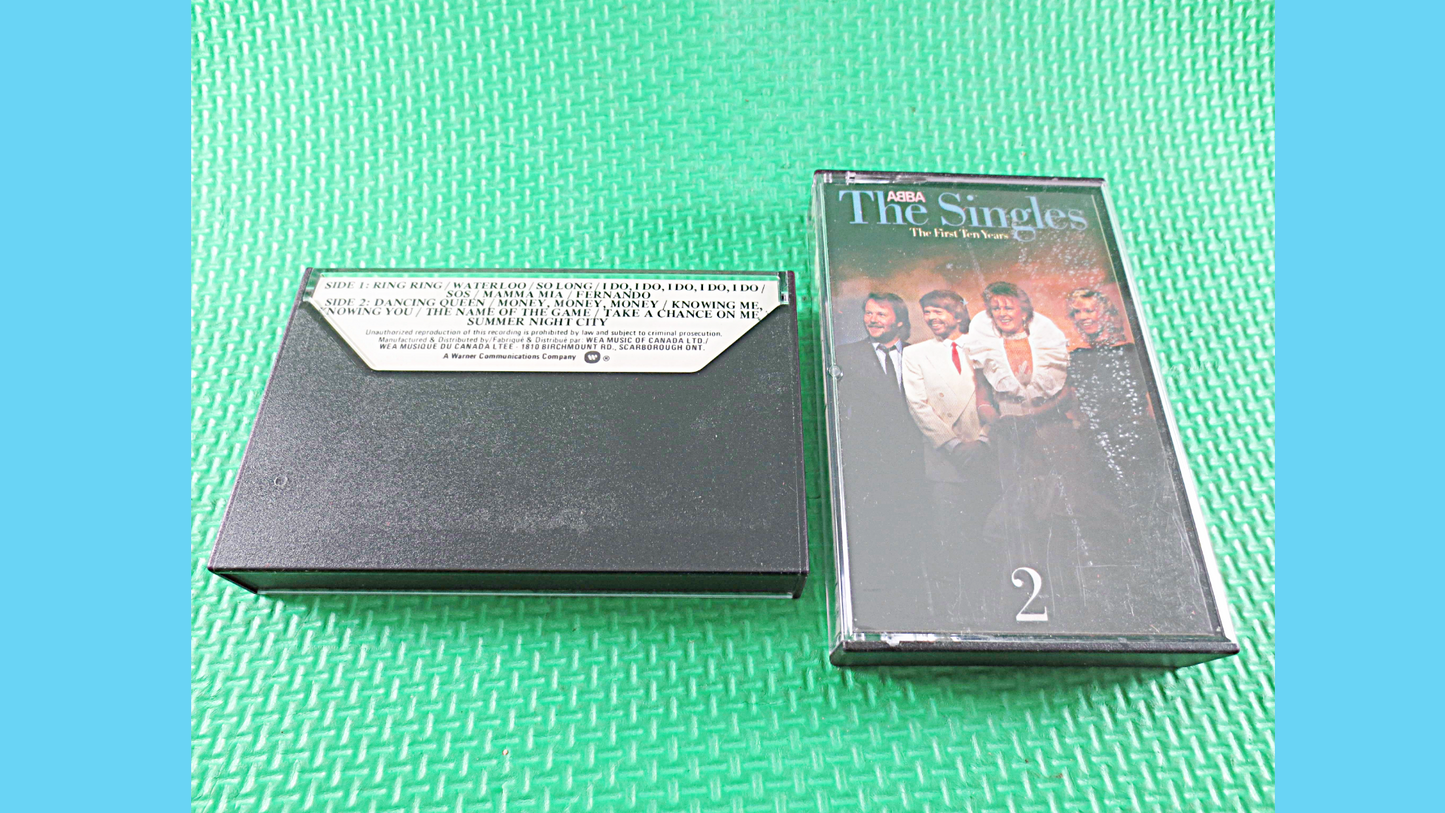 SIDE 1: RING RING / WATERLOO / SO LONG / I DO, I DO, I DO, I DO, I DO /
SOS / MAMMA MIA / FERNANDO
SIDE 2: DANCING QUEEN / MONEY, MONEY, MONEY / KNOWING ME,
KNOWING YOU / THE NAME OF THE GAME / TAKE A CHANCE ON ME /
SUMMER NIGHT CITY
Unauthorized reproduction of this recording is prohibited by law and subject to criminal prosecution.
Manufactured & Distributed by/Fabriqué & Distribué par: WEA MUSIC OF CANADA LTD./
WEA MUSIQUE DU CANADA LTEE - 1810 BIRCHMOUNT RD., SCARBOROUGH ONT.
A Warner Communications Company W ®
ABBA
The Singles
The First Ten Years
2